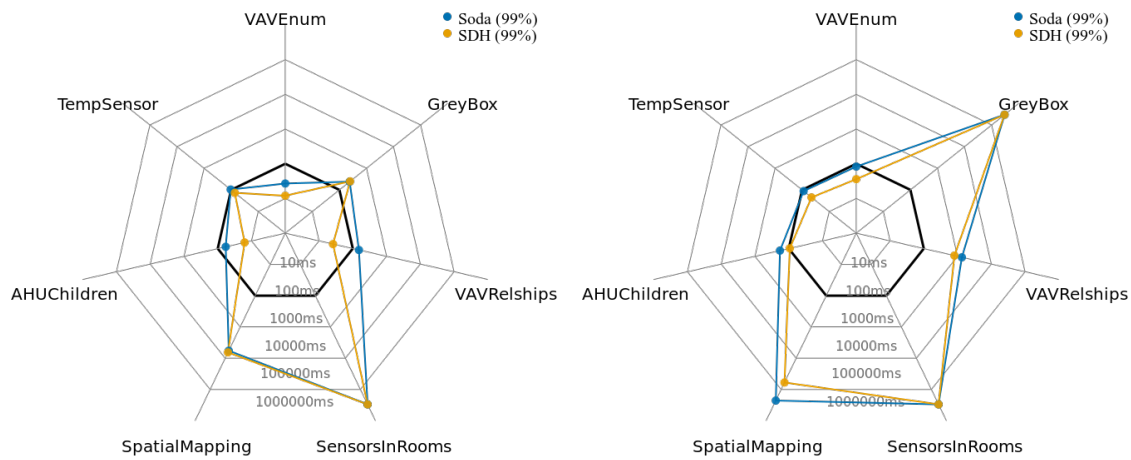 VAVEnum
Soda (99%)
SDH (99%)
TempSensor
GreyBox
AHUChildren
VAVRelships
SpatialMapping
SensorsInRooms
10ms
100ms
1000ms
10000ms
100000ms
1000000ms
VAVEnum
Soda (99%)
SDH (99%)
TempSensor
GreyBox
AHUChildren
VAVRelships
SpatialMapping
SensorsInRooms
10ms
100ms
1000ms
10000ms
100000ms
1000000ms